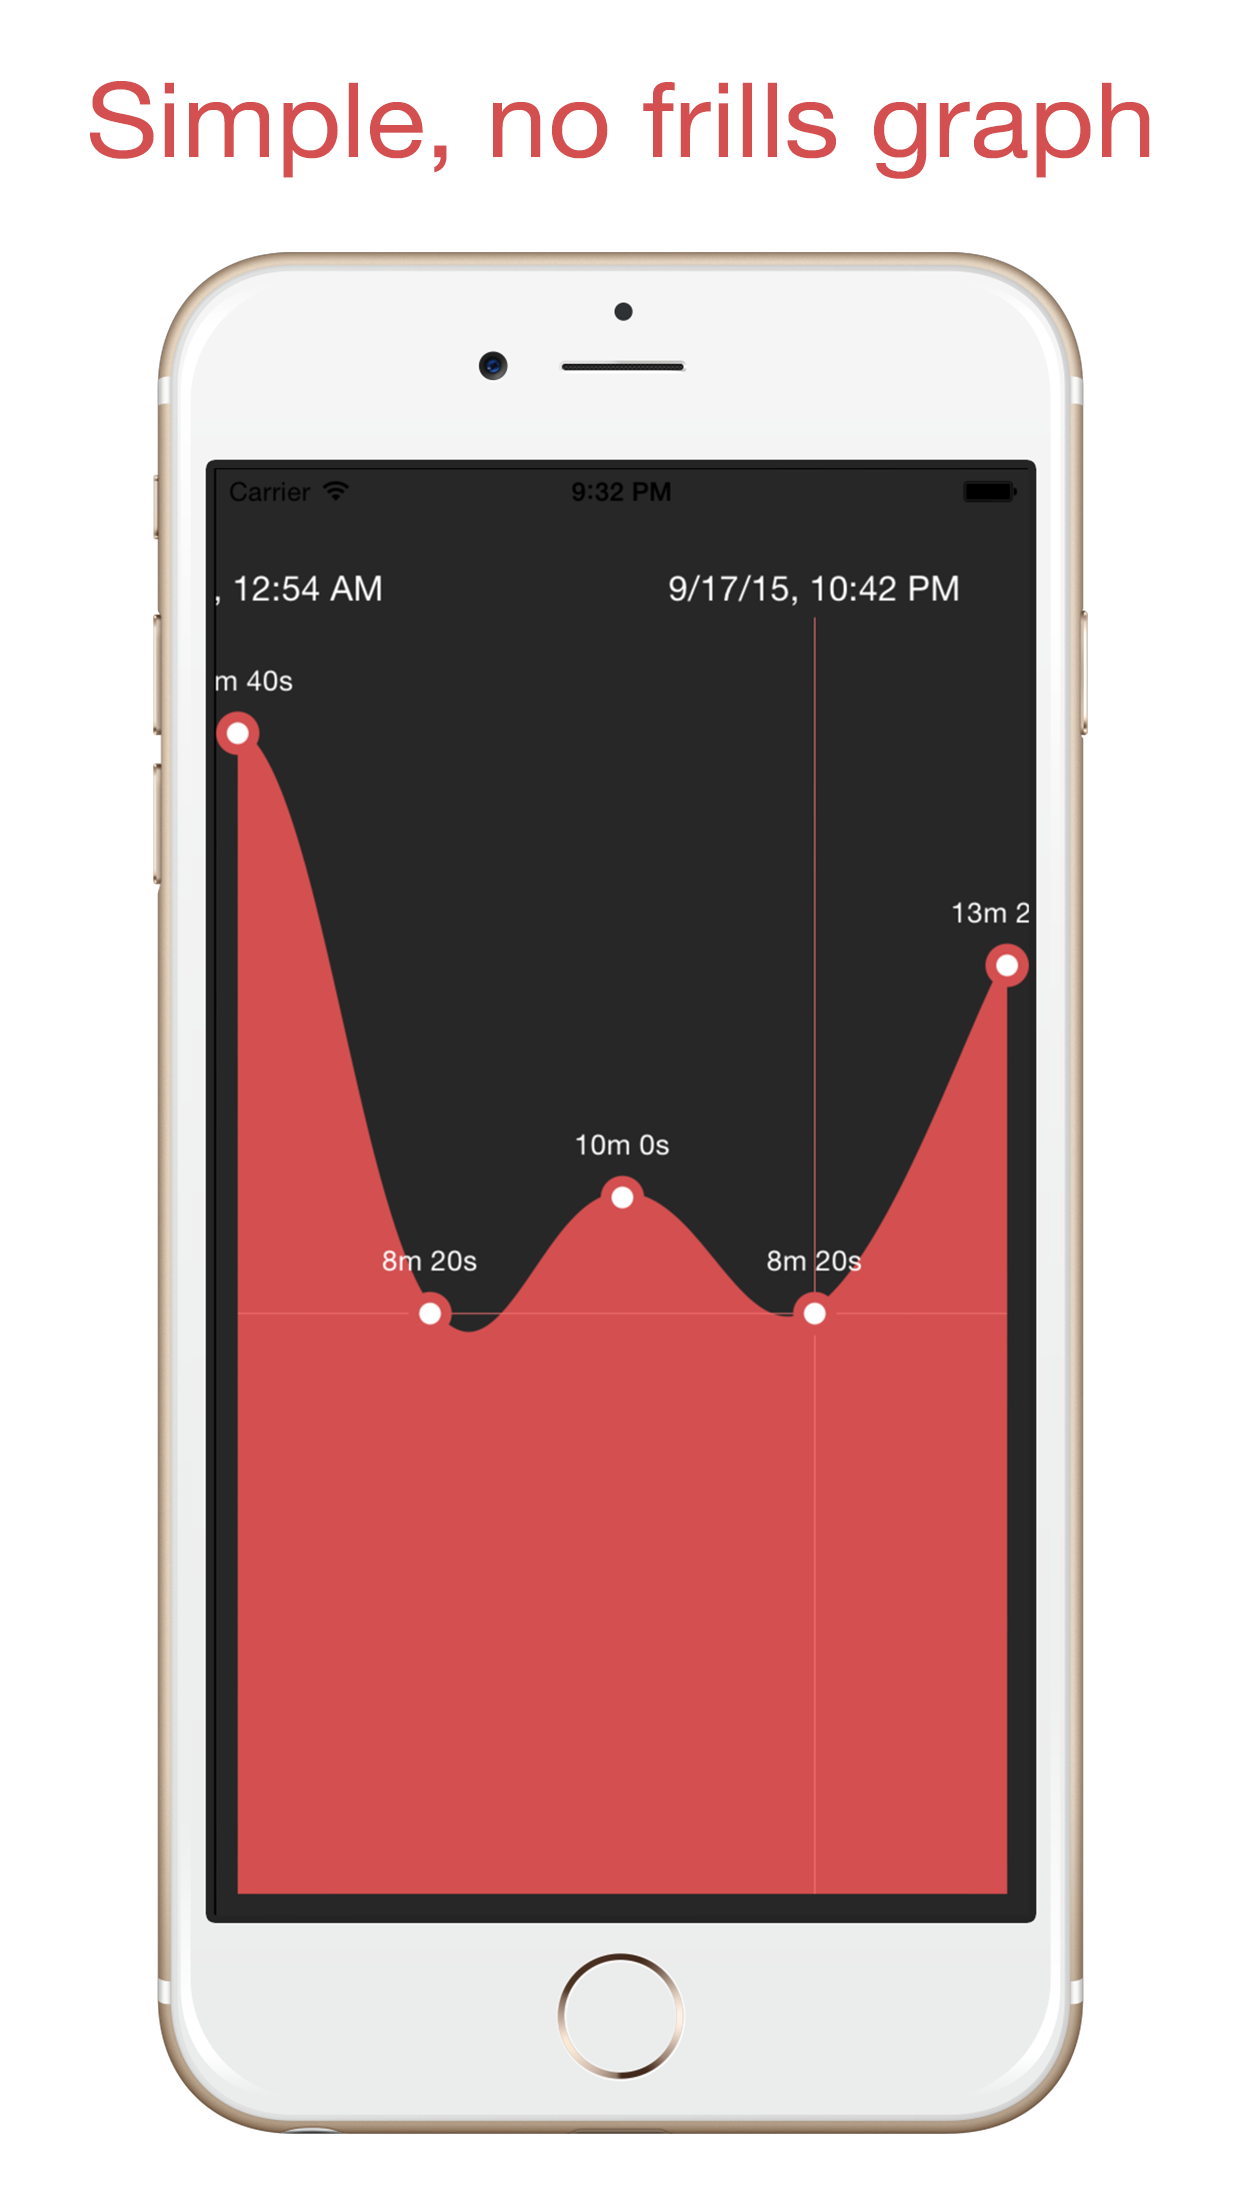 Simple, no frills graph
Carrier 9:32 PM
, 12:54 AM 9/17/15, 10:42 PM
m 40s
13m 2
10m 0s
8m 20s 8m 20s